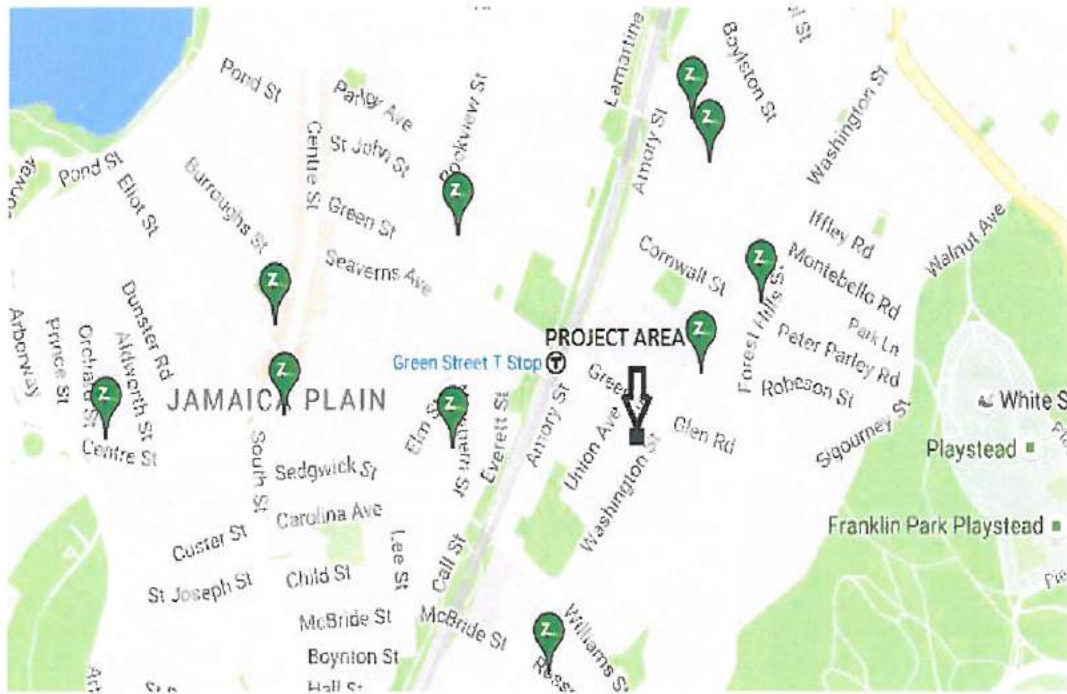 Lamartine
Boylston St
Pond St
Parley Ave
Rockview St
Washington St
Centre St
St John St
Amory St
Pond St
Eliot St
Burroughs St
Green St
Iffley Rd
Walnut Ave
Seaverns Ave
Cornwall St
Montebello Rd
Dunster Rd
Forest Hills St
Park Ln
Arborway
Prince St
Orchard St
Aldworth St
PROJECT AREA
Peter Parley Rd
Green Street T Stop
T
Green
Robeson St
JAMAICA PLAIN
Elm St
Everett St
Amory St
Union Ave
Glen Rd
Sigourney St
White S
Centre St
South St
Sedgwick St
Washington St
Playstead
Carolina Ave
Franklin Park Playstead
Custer St
Lee St
Call St
St Joseph St
Child St
McBride St
McBride St
Williams St
Boynton St
Hall St
Z
Z
Z
Z
Z
Z
Z
Z
Z
Z